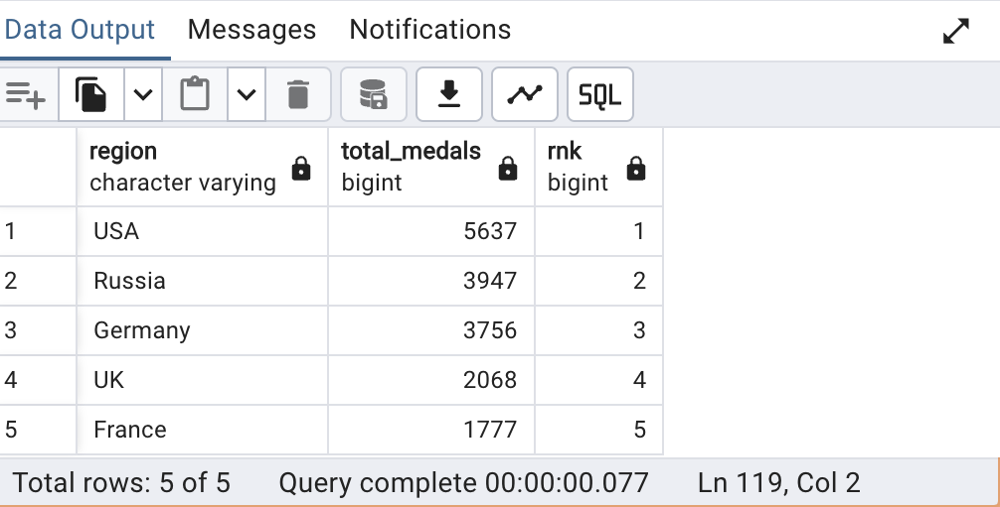 Data Output Messages Notifications
SQL
region total_medals rnk
character varying bigint bigint
1 USA 5637 1
2 Russia 3947 2
3 Germany 3756 3
4 UK 2068 4
5 France 1777 5
Total rows: 5 of 5 Query complete 00:00:00.077 Ln 119, Col 2